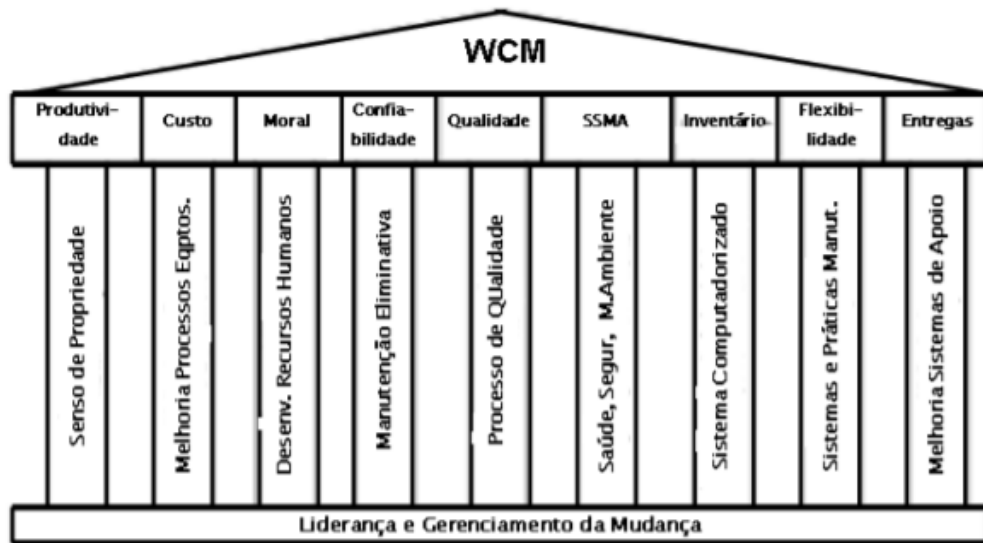 WCM
Produtivi-
dade
Custo
Moral
Confia-
bilidade
Qualidade
SSMA
Inventário
Flexibi-
lidade
Entregas
Senso de Propriedade
Melhoria Processos Eqptos.
Desenv. Recursos Humanos
Manutenção Eliminativa
Processo de QUalidade
Saúde, Segur, M.Ambiente
Sistema Computadorizado
Sistemas e Práticas Manut.
Melhoria Sistemas de Apoio
Liderança e Gerenciamento da Mudança